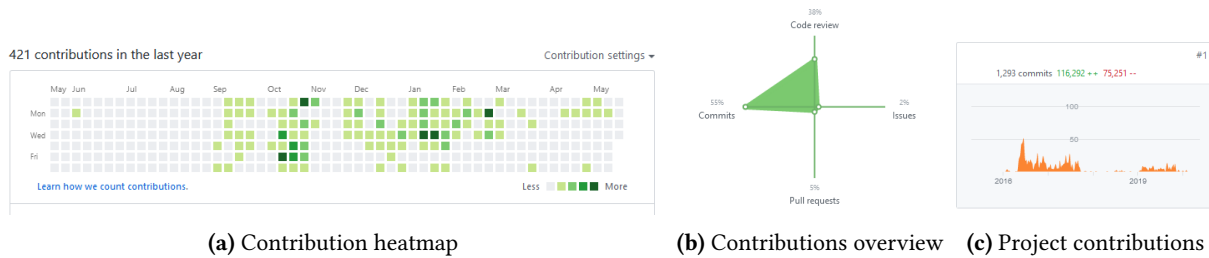 421 contributions in the last year
Contribution settings
May Jun Jul Aug Sep Oct Nov Dec Jan Feb Mar Apr May
Mon
Wed
Fri
Learn how we count contributions.
Less More
38%
Code review
55%
Commits
2%
Issues
5%
Pull requests
#1
1,293 commits 116,292 ++ 75,251 --
100
50
2016 2019
(a) Contribution heatmap
(b) Contributions overview
(c) Project contributions